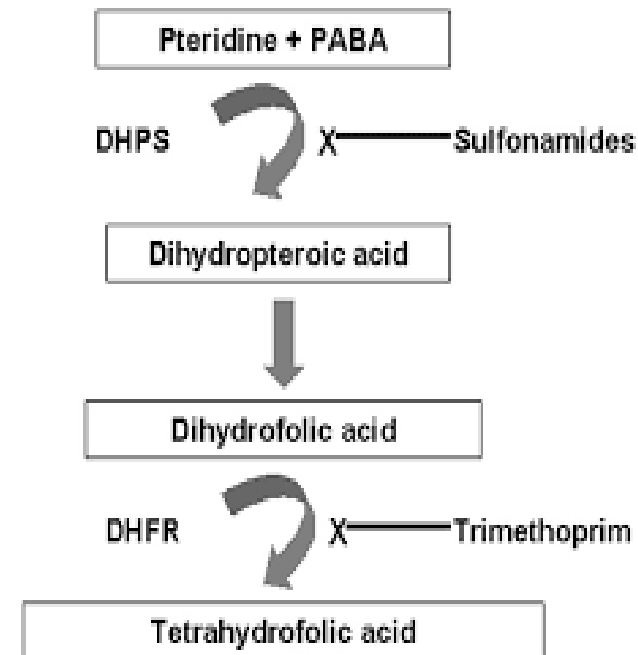 Pteridine + PABA
DHPS X Sulfonamides
Dihydropteroic acid
Dihydrofolic acid
DHFR X Trimethoprim
Tetrahydrofolic acid